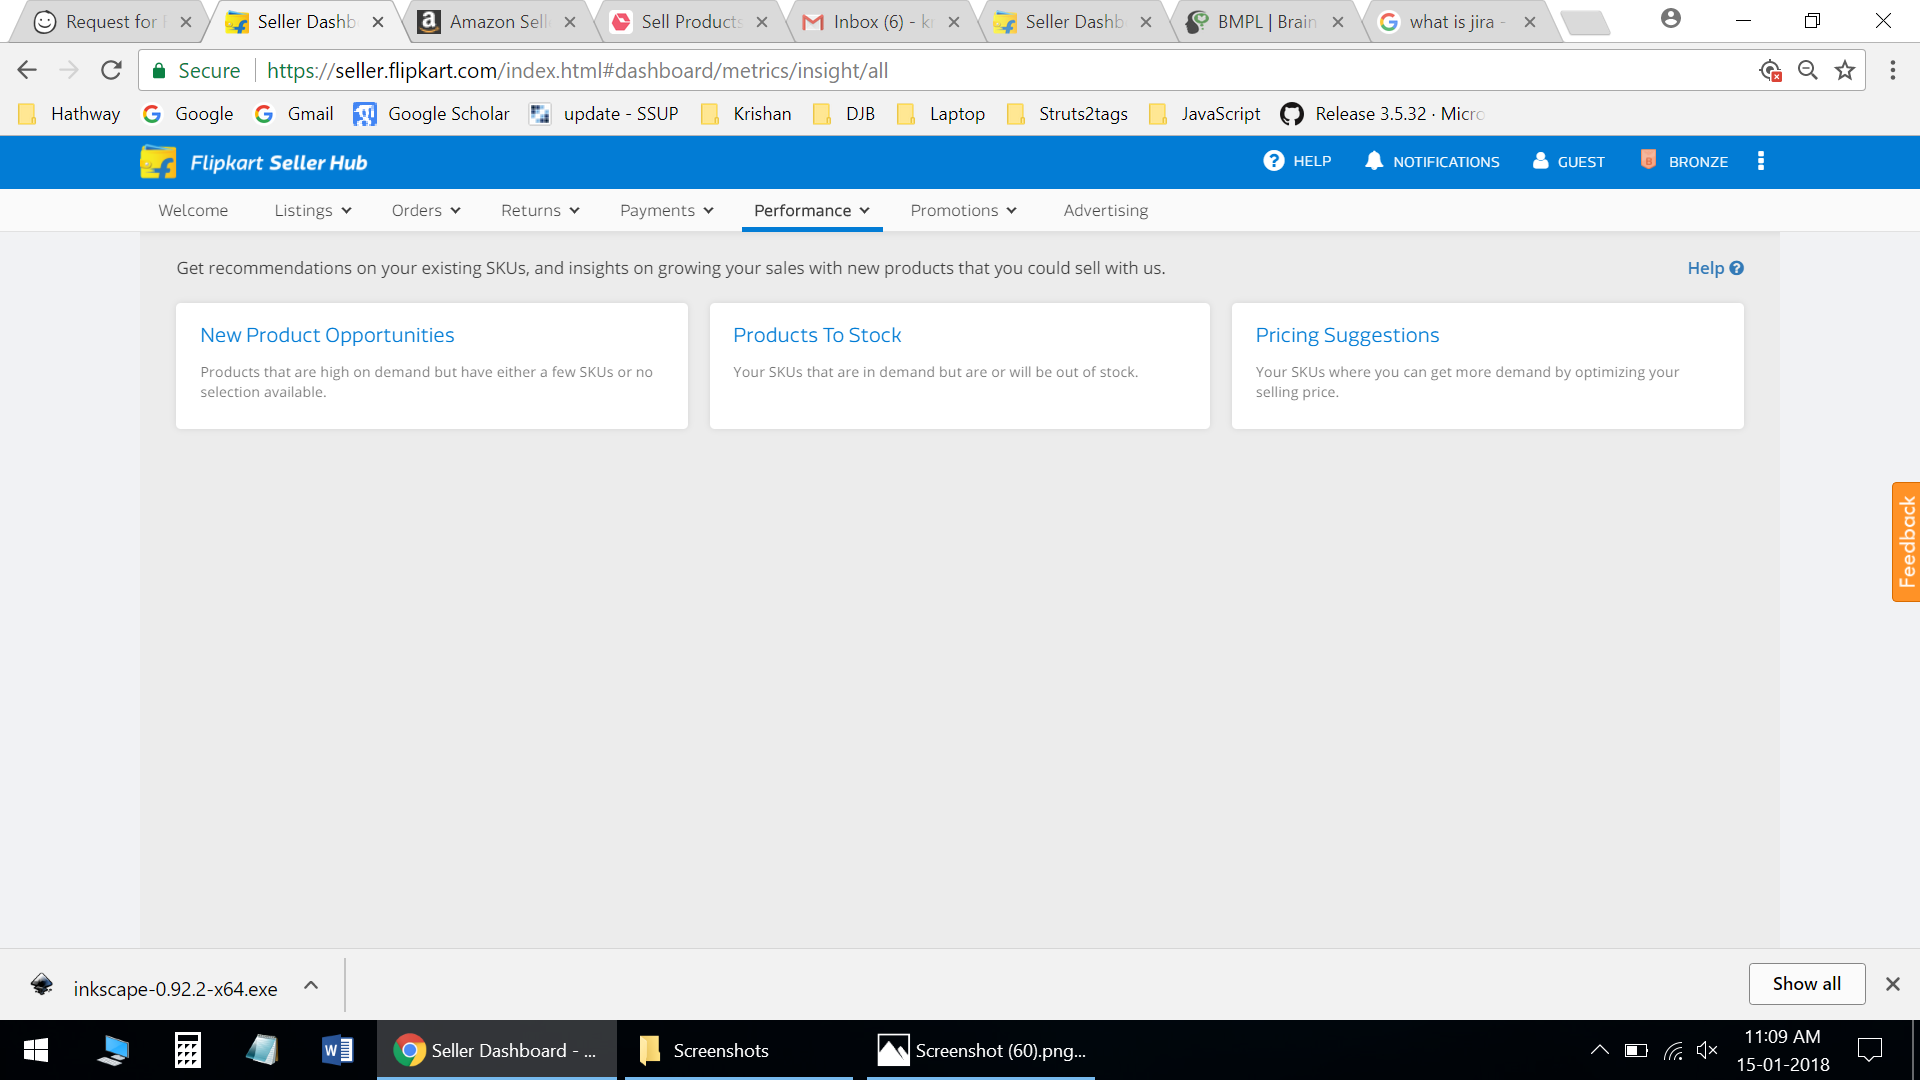 Request for
Seller Dashb
Amazon Sell
Sell Products
Inbox (6) - k
Seller Dashb
BMPL | Brain
what is jira -
Secure https://seller.flipkart.com/index.html#dashboard/metrics/insight/all
Hathway Google Gmail Google Scholar update - SSUP Krishan DJB Laptop Struts2tags JavaScript Release 3.5.32 · Micro
Flipkart Seller Hub HELP NOTIFICATIONS GUEST BRONZE
Welcome Listings Orders Returns Payments Performance Promotions Advertising
Get recommendations on your existing SKUs, and insights on growing your sales with new products that you could sell with us. Help
New Product Opportunities
Products that are high on demand but have either a few SKUs or no
selection available.
Products To Stock
Your SKUs that are in demand but are or will be out of stock.
Pricing Suggestions
Your SKUs where you can get more demand by optimizing your
selling price.
Feedback
inkscape-0.92.2-x64.exe
Show all
Seller Dashboard - ...
Screenshots
Screenshot (60).png...
11:09 AM
15-01-2018